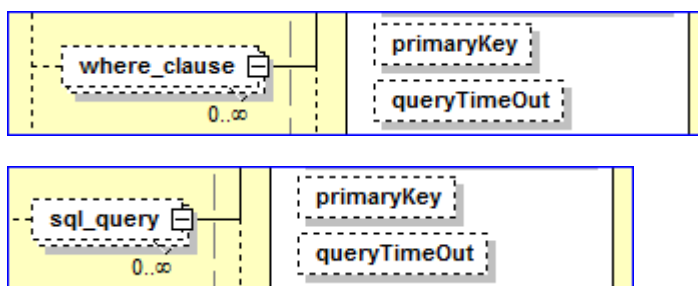 primaryKey
where_clause
queryTimeOut
0..∞
primaryKey
sql_query
queryTimeOut
0..∞